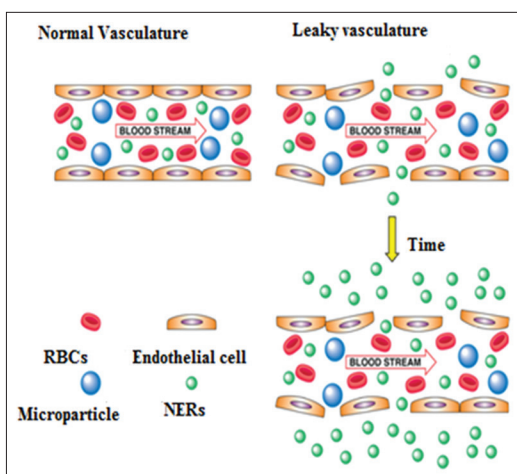 Normal Vasculature
Leaky vasculature
BLOOD STREAM
BLOOD STREAM
Time
RBCs
Endothelial cell
Microparticle
NERs
BLOOD STREAM